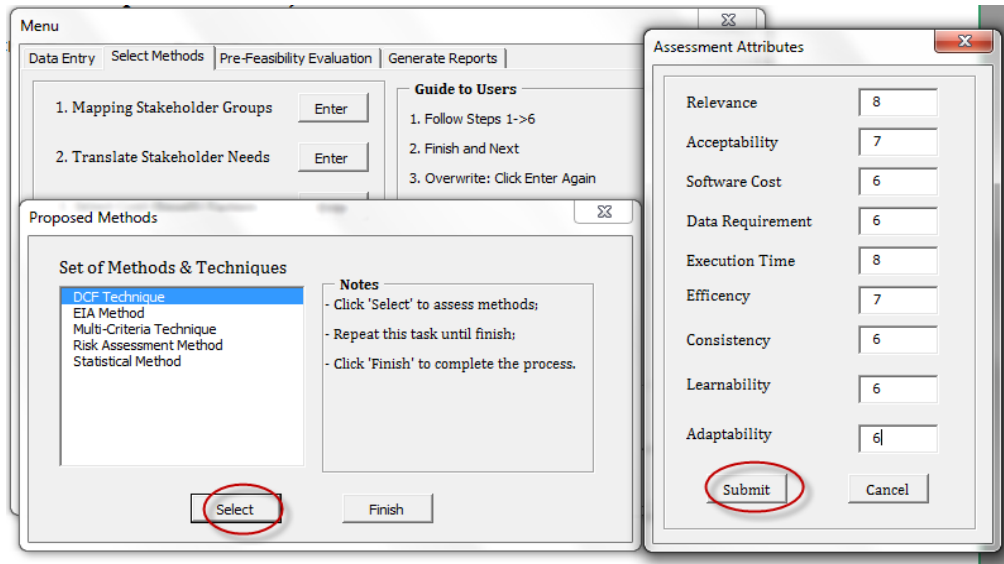 Menu
Data Entry Select Methods Pre-Feasibility Evaluation Generate Reports
1. Mapping Stakeholder Groups Enter
2. Translate Stakeholder Needs Enter
Guide to Users
1. Follow Steps 1->6
2. Finish and Next
3. Overwrite: Click Enter Again
Proposed Methods
Set of Methods & Techniques
DCF Technique
EIA Method
Multi-Criteria Technique
Risk Assessment Method
Statistical Method
Notes
- Click 'Select' to assess methods;
- Repeat this task until finish;
- Click 'Finish' to complete the process.
Select Finish
Assessment Attributes
Relevance 8
Acceptability 7
Software Cost 6
Data Requirement 6
Execution Time 8
Efficency 7
Consistency 6
Learnability 6
Adaptability 6
Submit Cancel